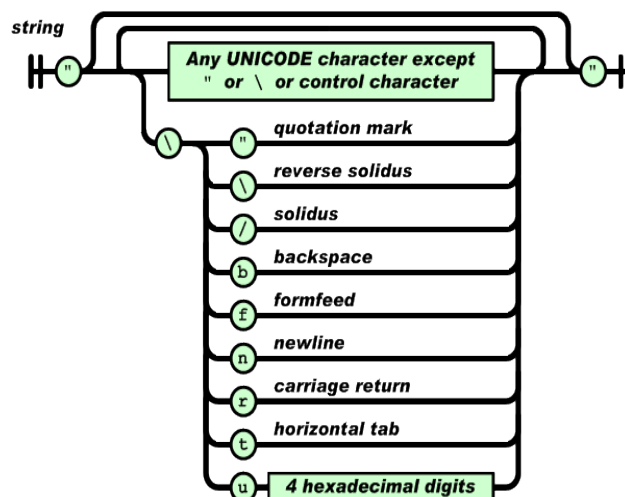 string
" Any UNICODE character except "
" or \ or control character
\ " quotation mark
\ reverse solidus
/ solidus
b backspace
f formfeed
n newline
r carriage return
t horizontal tab
u 4 hexadecimal digits